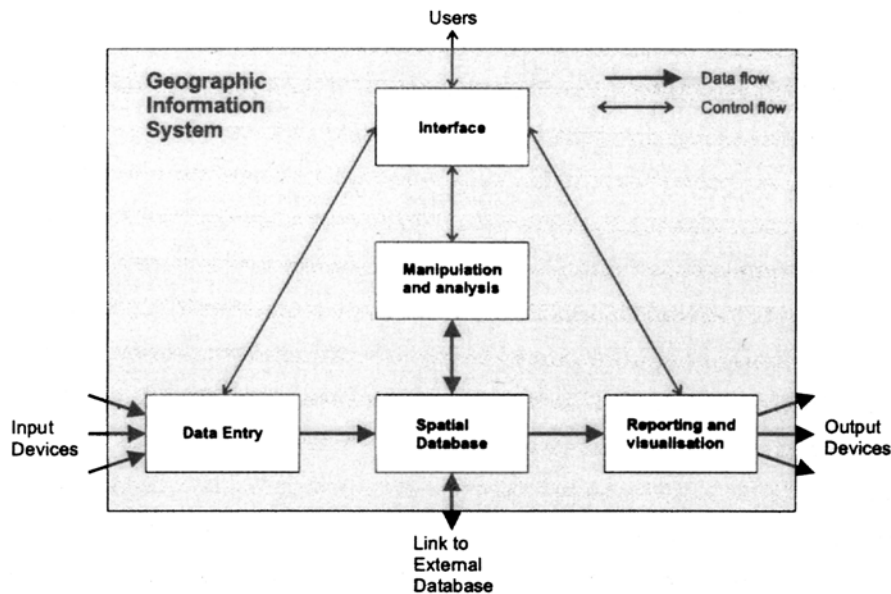 Users
Geographic
Information
System
Data flow
Control flow
Interface
Manipulation
and analysis
Input
Devices
Data Entry
Spatial
Database
Reporting and
visualisation
Output
Devices
Link to
External
Database